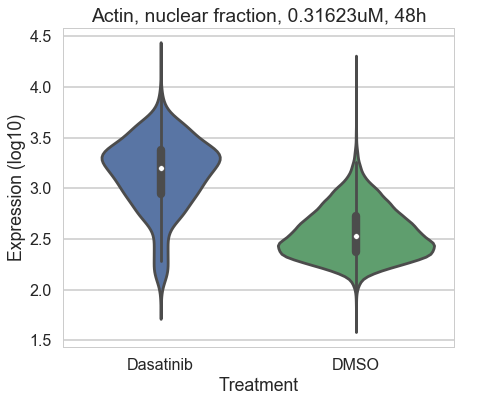 Actin, nuclear fraction, 0.31623uM, 48h
Expression (log10)
4.5
4.0
3.5
3.0
2.5
2.0
1.5
Dasatinib
DMSO
Treatment